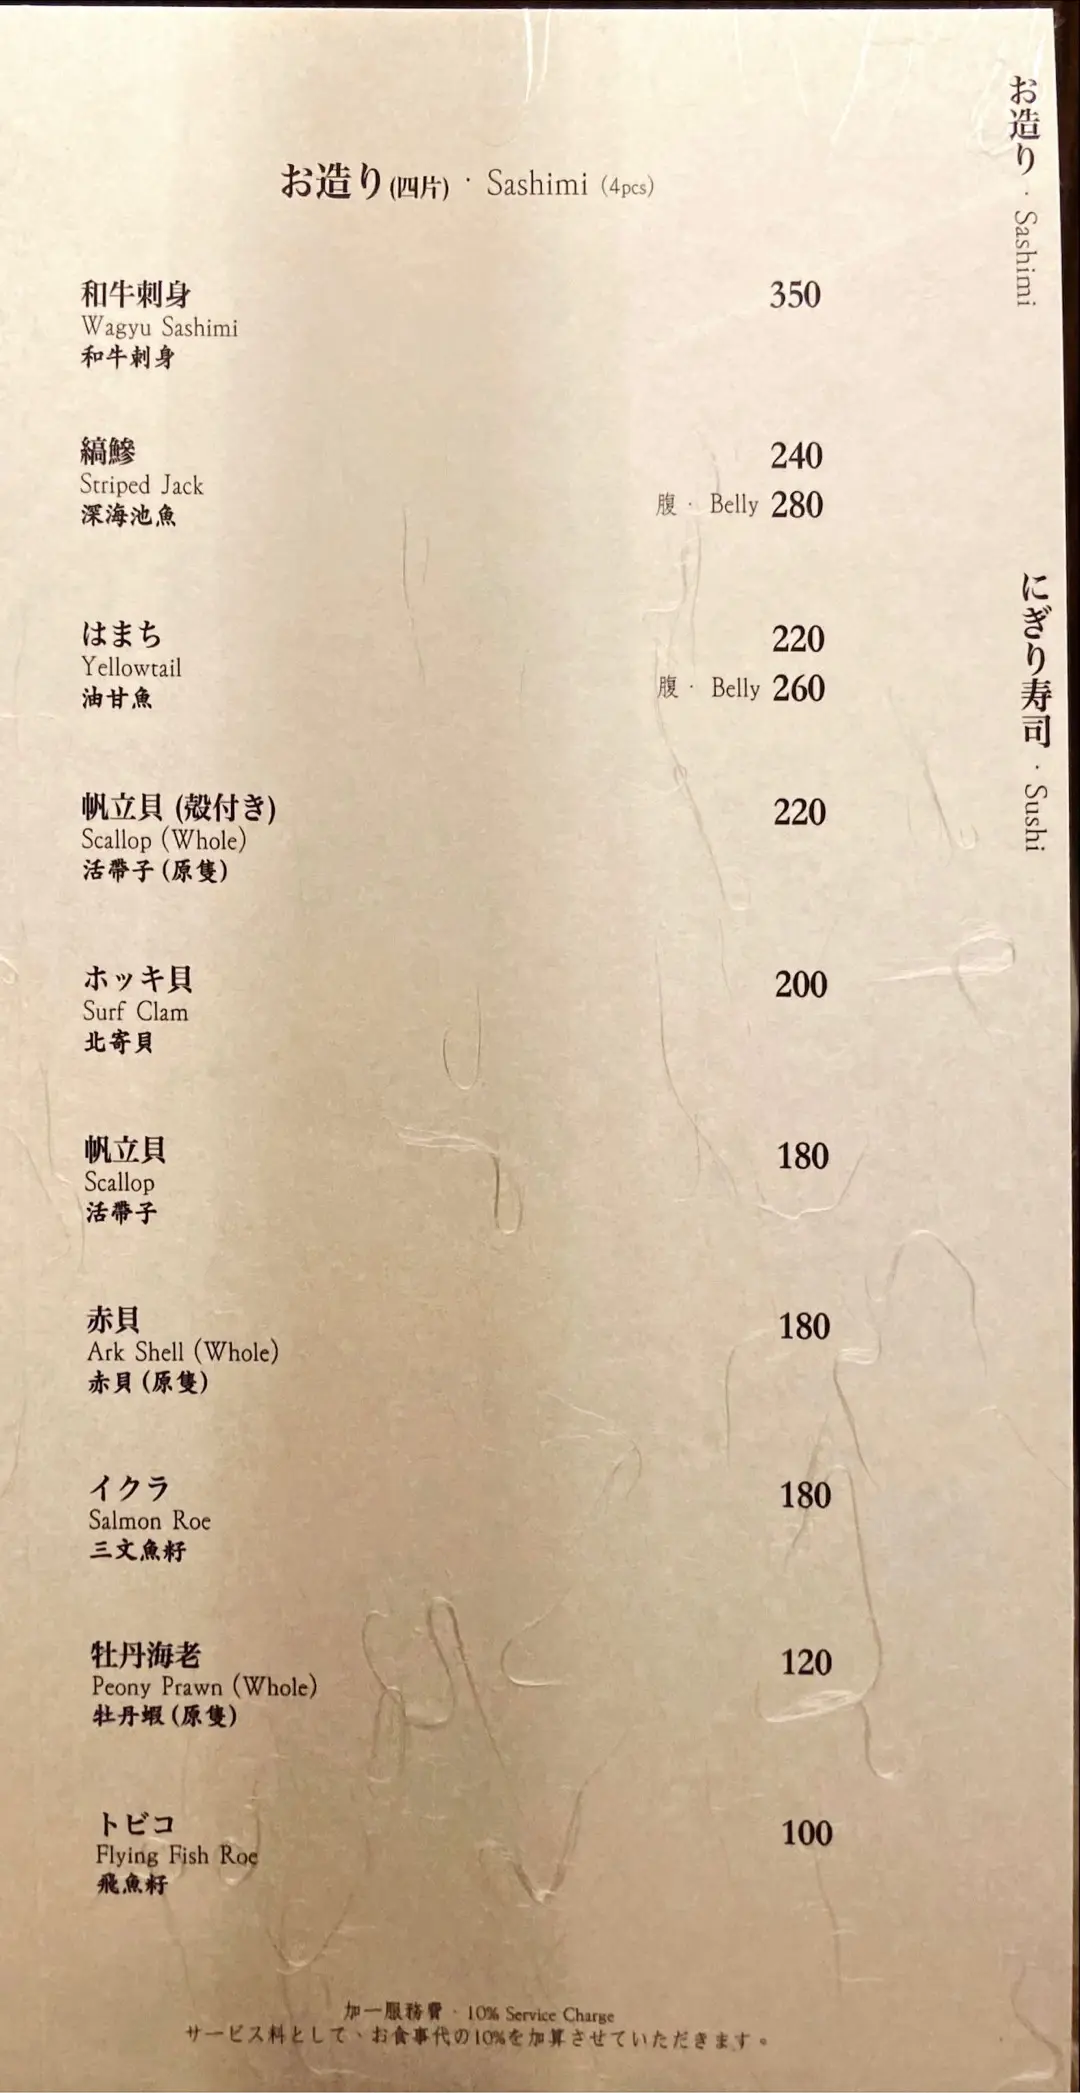 お造り(四片)・Sashimi (4pcs)
和牛刺身 350
Wagyu Sashimi
和牛刺身
縞鰺 240
Striped Jack
腹・Belly 280
深海池魚
はまち 220
Yellowtail
腹・Belly 260
油甘魚
帆立貝 (殻付き) 220
Scallop (Whole)
活帶子 (原隻)
ホッキ貝 200
Surf Clam
北寄貝
帆立貝 180
Scallop
活帶子
赤貝 180
Ark Shell (Whole)
赤貝 (原隻)
イクラ 180
Salmon Roe
三文魚籽
牡丹海老 120
Peony Prawn (Whole)
牡丹蝦 (原隻)
トビコ 100
Flying Fish Roe
飛魚籽
加一服務費・10% Service Charge
サービス料として、お食事代の10%を加算させていただきます。
お造り・Sashimi
にぎり寿司・Sushi